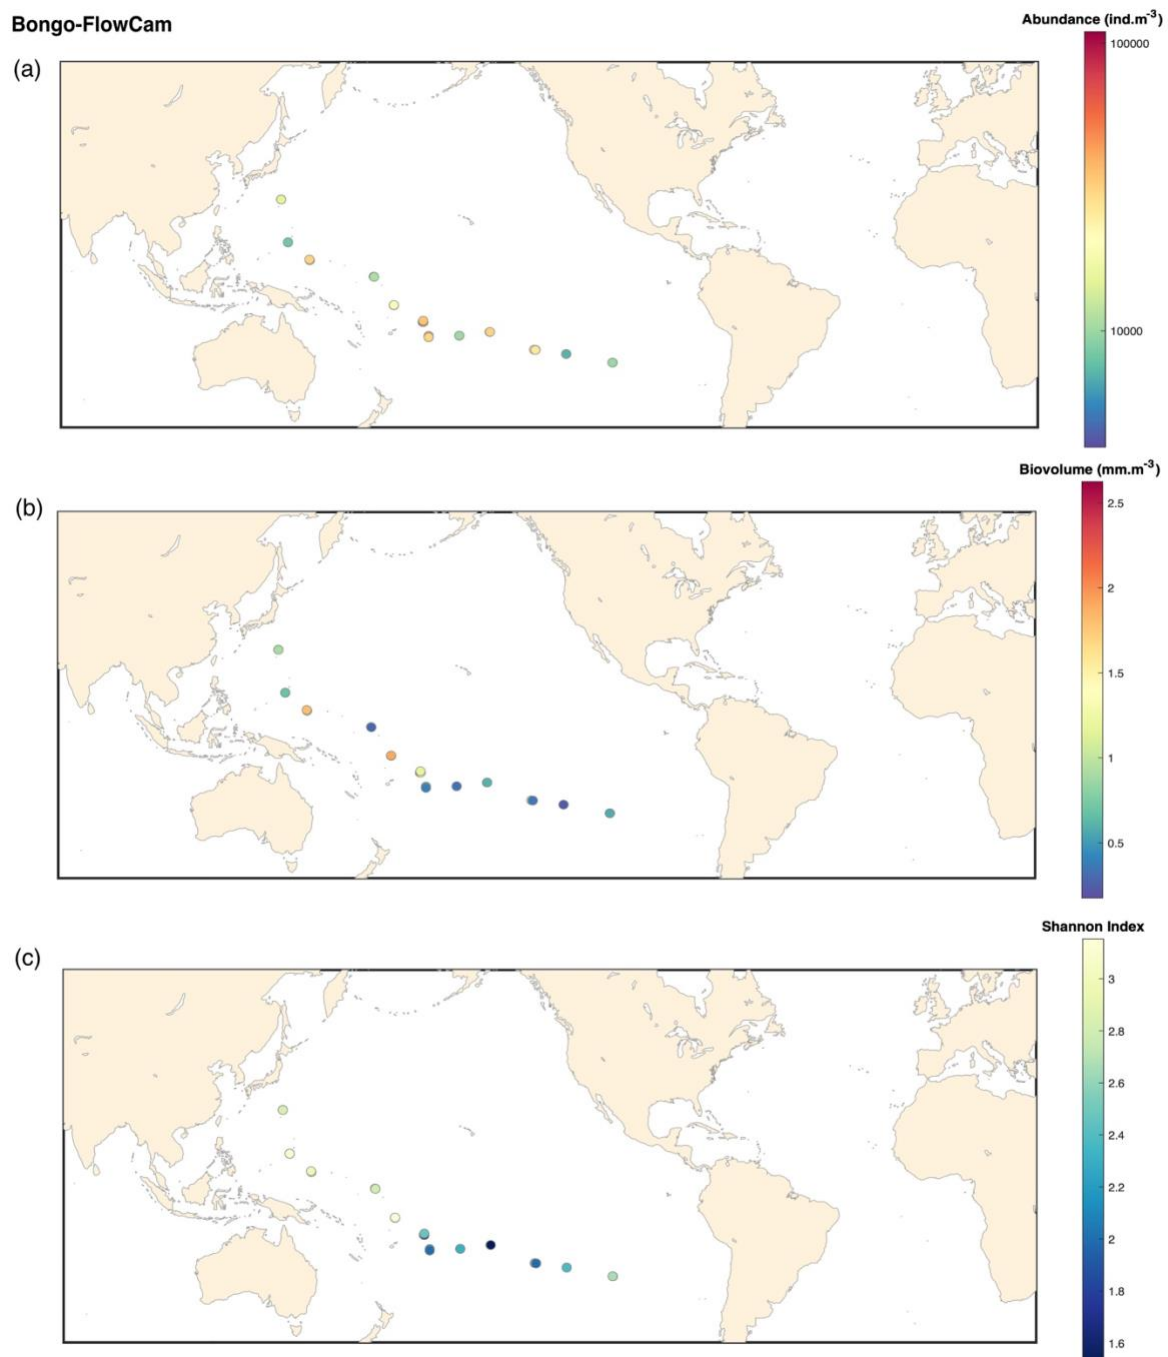 Bongo-FlowCam
Abundance (ind.m⁻³)
(a)
100000
10000
Biovolume (mm.m⁻³)
(b)
2.5
2
1.5
1
0.5
Shannon Index
(c)
3
2.8
2.6
2.4
2.2
2
1.8
1.6